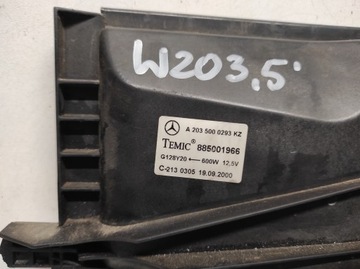 W203.5'
A 203 500 0293 KZ
TEMIC® 885001966
G128Y20 ⟵ 600W 12,5V
C-213 0305 19.09.2000